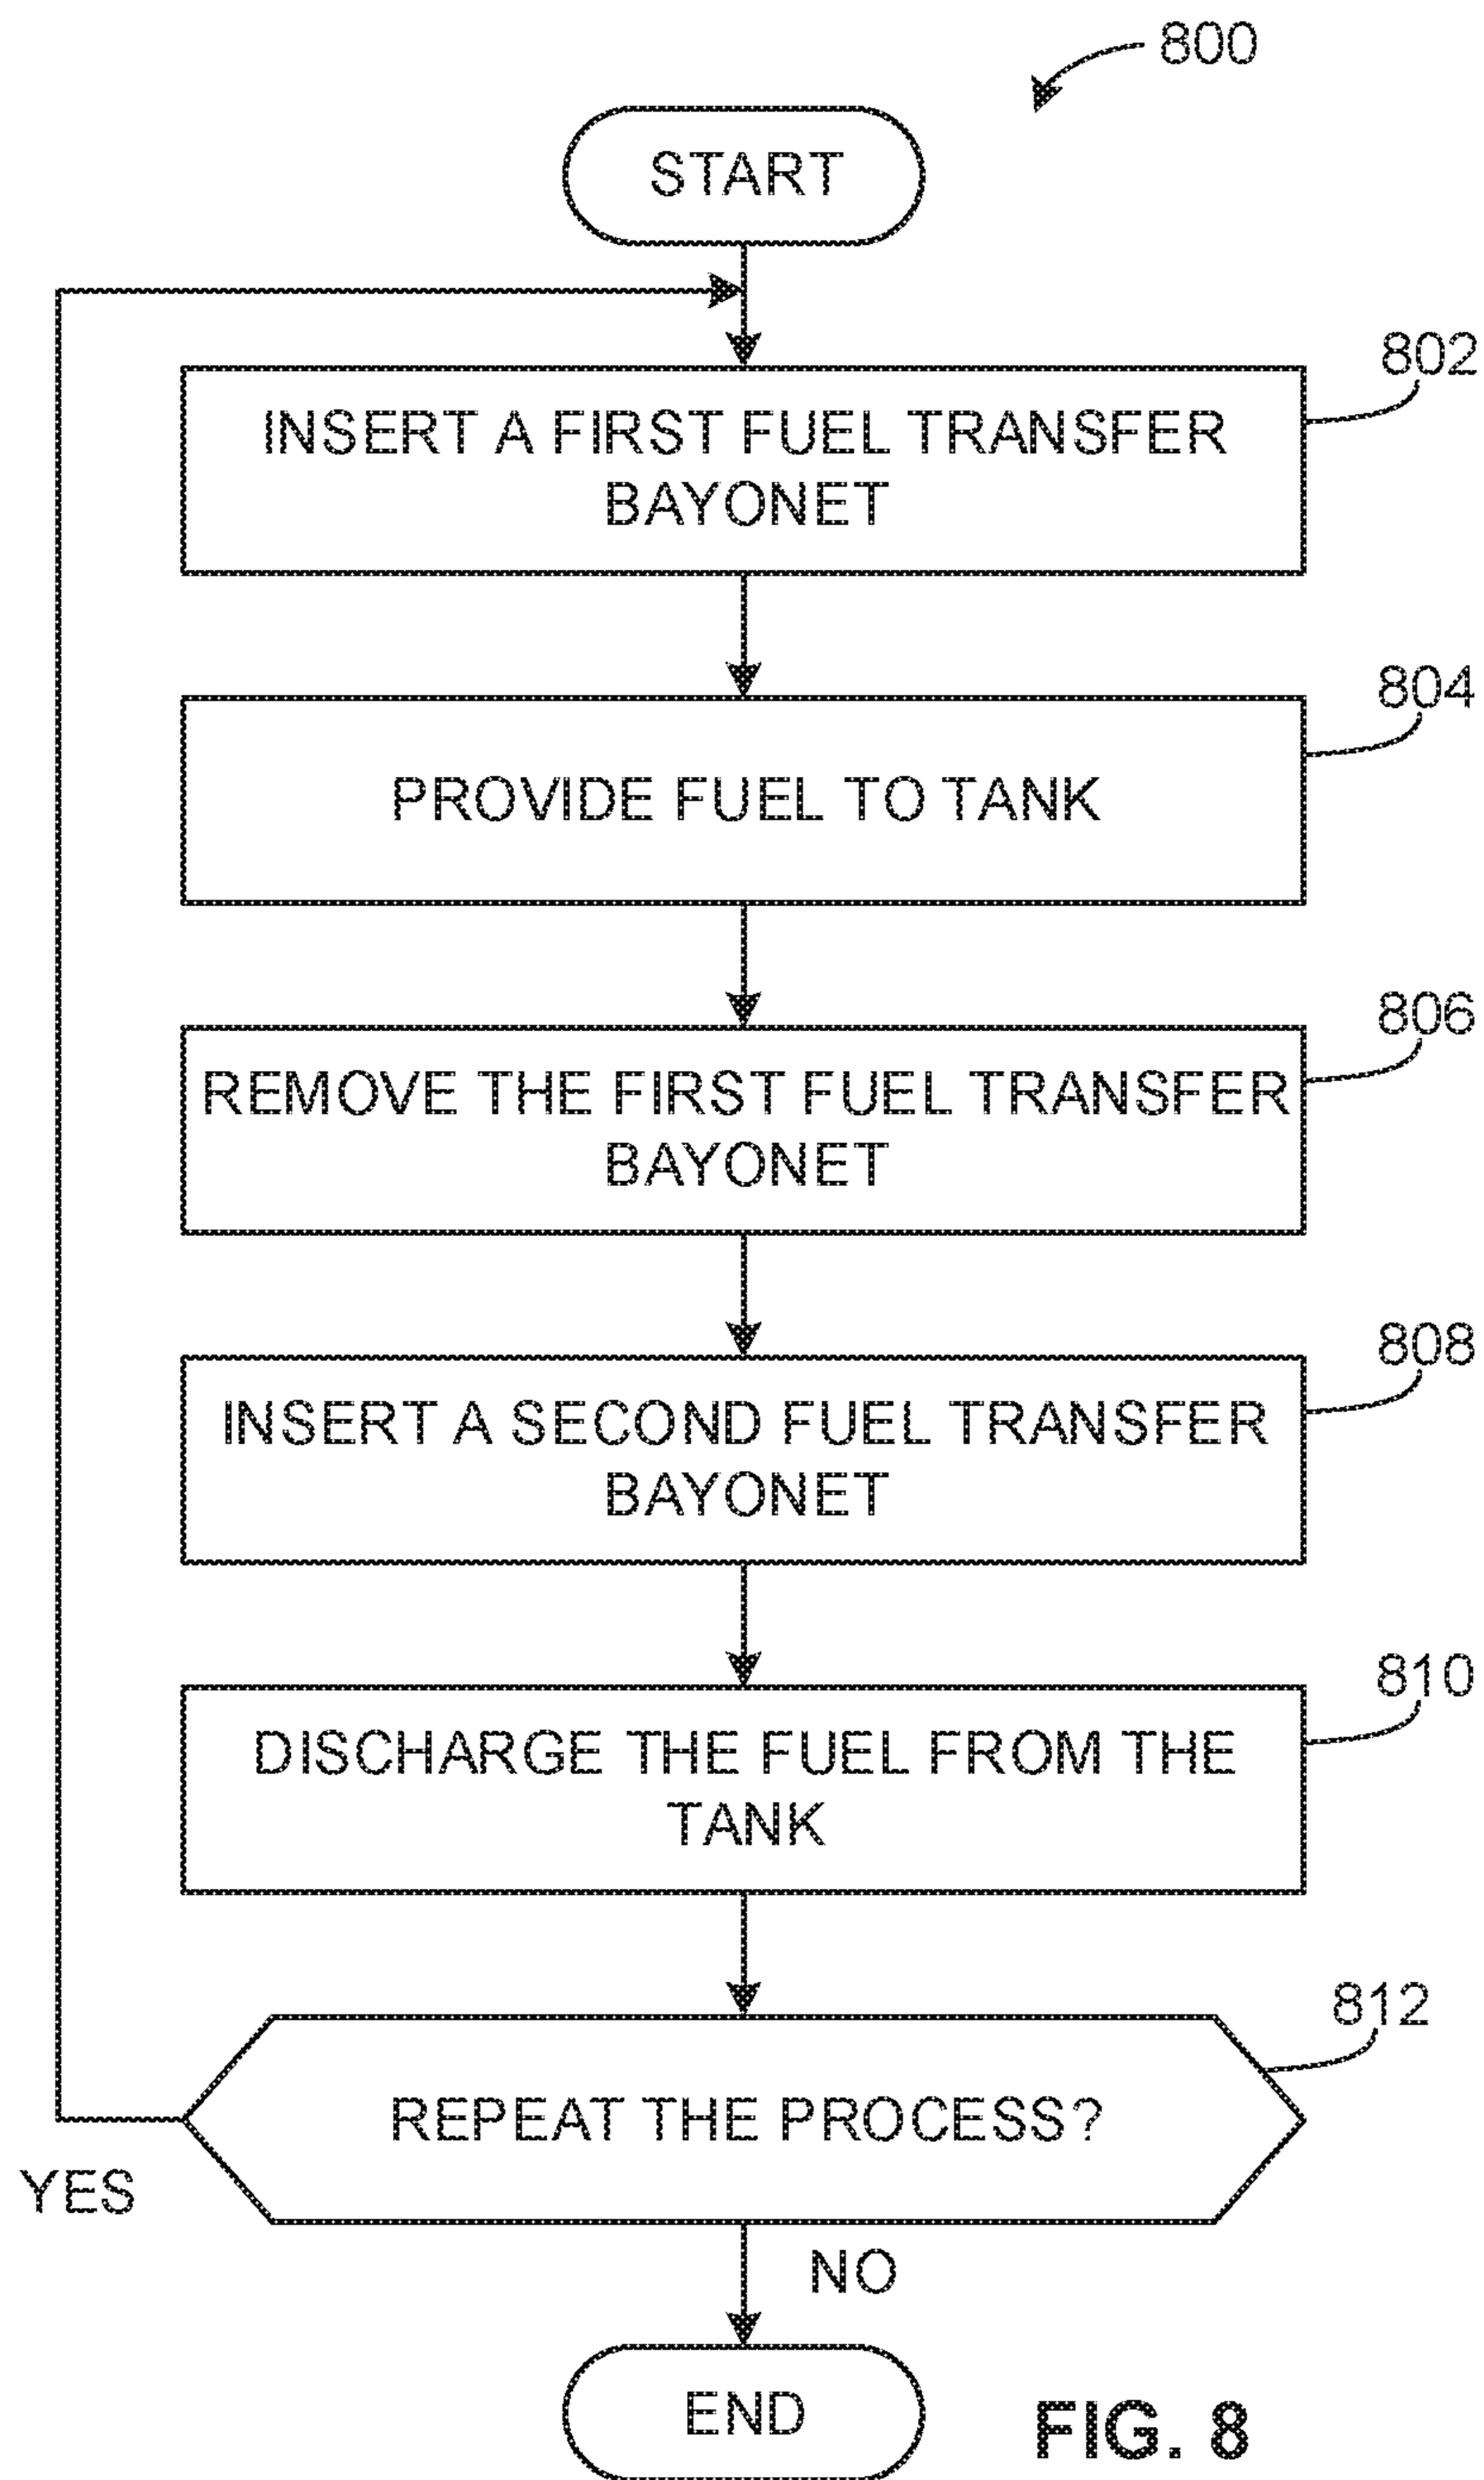 800
START
802
INSERT A FIRST FUEL TRANSFER
BAYONET
804
PROVIDE FUEL TO TANK
806
REMOVE THE FIRST FUEL TRANSFER
BAYONET
808
INSERT A SECOND FUEL TRANSFER
BAYONET
810
DISCHARGE THE FUEL FROM THE
TANK
812
REPEAT THE PROCESS?
YES
NO
END
FIG. 8